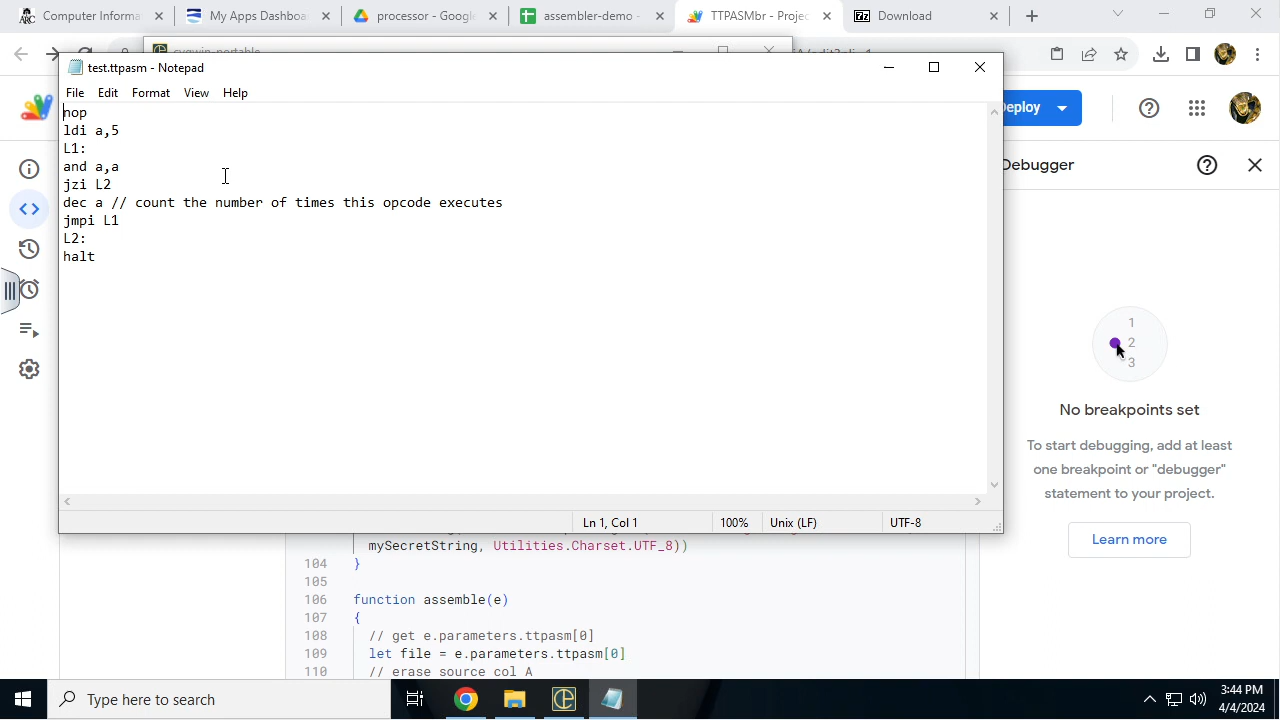 Computer Informa
My Apps Dashboa
processor - Google
assembler-demo -
TTPASMbr - Projec
Download
cygwin-portable
test.ttpasm - Notepad
File Edit Format View Help
Deploy
nop
ldi a,5
L1:
and a,a
jzi L2
dec a // count the number of times this opcode executes
jmpi L1
L2:
halt
Debugger
1
2
3
No breakpoints set
To start debugging, add at least
one breakpoint or "debugger"
statement to your project.
Learn more
Ln 1, Col 1 100% Unix (LF) UTF-8
mySecretString, Utilities.Charset.UTF_8))
104 }
105
106 function assemble(e)
107 {
108 // get e.parameters.ttpasm[0]
109 let file = e.parameters.ttpasm[0]
110 // erase source col A
Type here to search
3:44 PM
4/4/2024